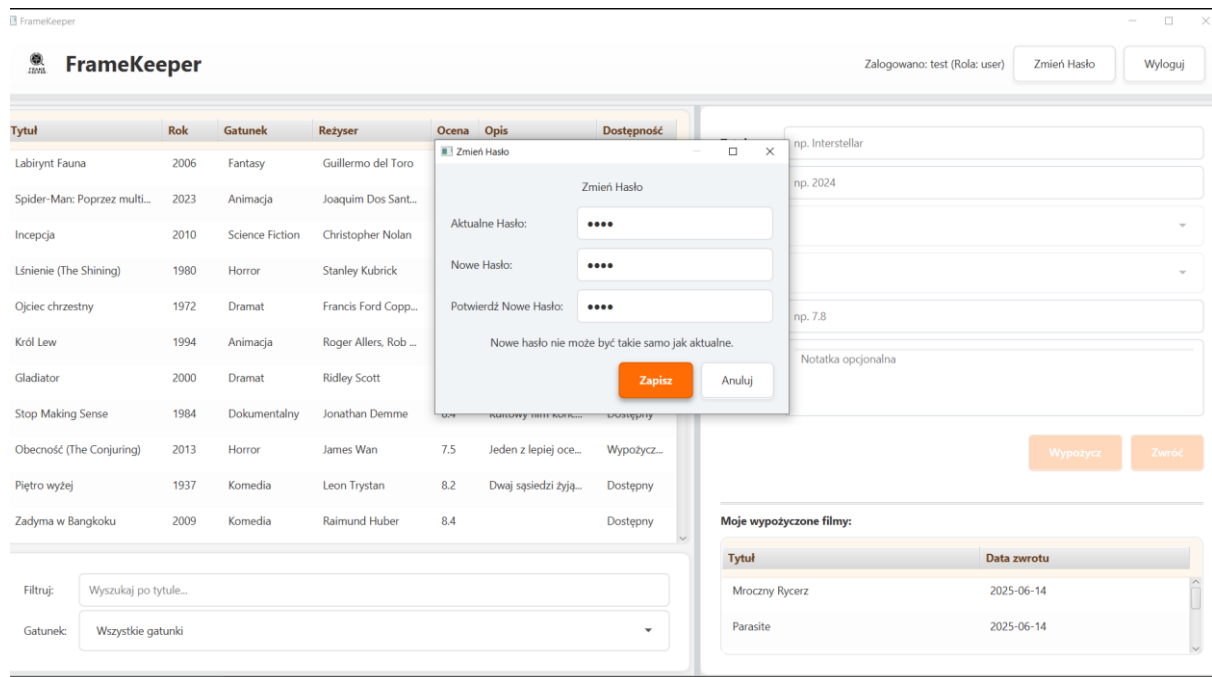 FrameKeeper
FrameKeeper
Zalogowano: test (Rola: user)
Zmień Hasło
Wyloguj
Tytuł Rok Gatunek Reżyser Ocena Opis Dostępność
Labirynt Fauna 2006 Fantasy Guillermo del Toro
Spider-Man: Poprzez multi... 2023 Animacja Joaquim Dos Sant...
Incepcja 2010 Science Fiction Christopher Nolan
Lśnienie (The Shining) 1980 Horror Stanley Kubrick
Ojciec chrzestny 1972 Dramat Francis Ford Copp...
Król Lew 1994 Animacja Roger Allers, Rob ...
Gladiator 2000 Dramat Ridley Scott
Stop Making Sense 1984 Dokumentalny Jonathan Demme 8.4 Kultowy film konc... Dostępny
Obecność (The Conjuring) 2013 Horror James Wan 7.5 Jeden z lepiej oce... Wypożycz...
Piętro wyżej 1937 Komedia Leon Trystan 8.2 Dwaj sąsiedzi żyją... Dostępny
Zadyma w Bangkoku 2009 Komedia Raimund Huber 8.4 Dostępny
Filtruj: Wyszukaj po tytule...
Gatunek: Wszystkie gatunki
Zmień Hasło
Zmień Hasło
Aktualne Hasło: ••••
Nowe Hasło: ••••
Potwierdź Nowe Hasło: ••••
Nowe hasło nie może być takie samo jak aktualne.
Zapisz Anuluj
np. Interstellar
np. 2024
np. 7.8
Notatka opcjonalna
Wypożycz Zwróć
Moje wypożyczone filmy:
Tytuł Data zwrotu
Mroczny Rycerz 2025-06-14
Parasite 2025-06-14